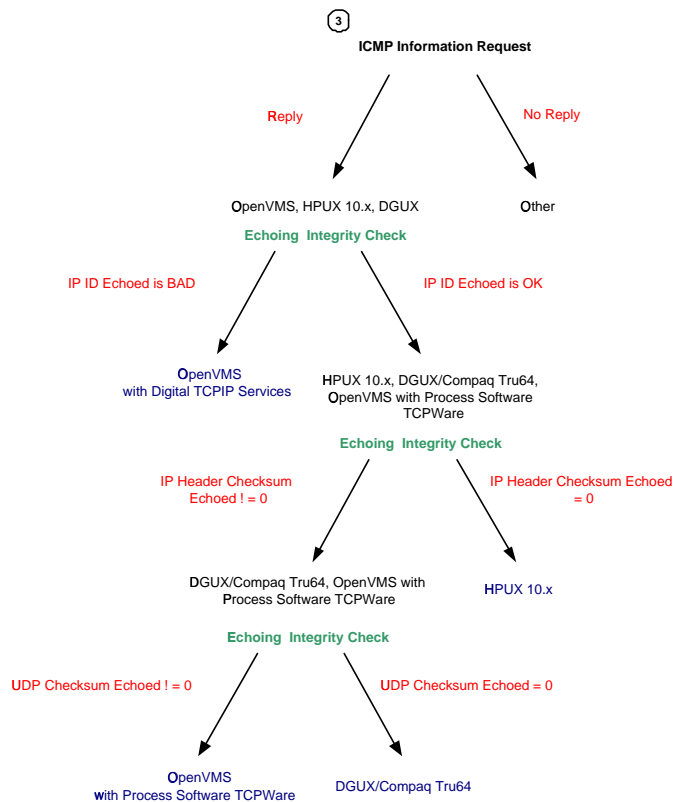 3
ICMP Information Request
Reply
No Reply
OpenVMS, HPUX 10.x, DGUX
Other
Echoing Integrity Check
IP ID Echoed is BAD
IP ID Echoed is OK
OpenVMS
with Digital TCPIP Services
HPUX 10.x, DGUX/Compaq Tru64,
OpenVMS with Process Software
TCPWare
Echoing Integrity Check
IP Header Checksum
Echoed ! = 0
IP Header Checksum Echoed
= 0
DGUX/Compaq Tru64, OpenVMS with
Process Software TCPWare
HPUX 10.x
Echoing Integrity Check
UDP Checksum Echoed ! = 0
UDP Checksum Echoed = 0
OpenVMS
with Process Software TCPWare
DGUX/Compaq Tru64